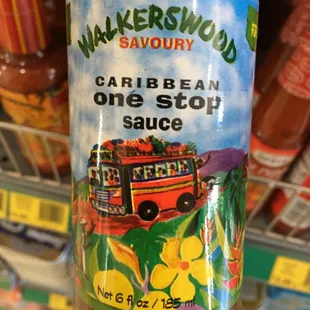 WALKERSWOOD
SAVOURY
CARIBBEAN
one stop
sauce
Net 6 fl oz / 185 ml